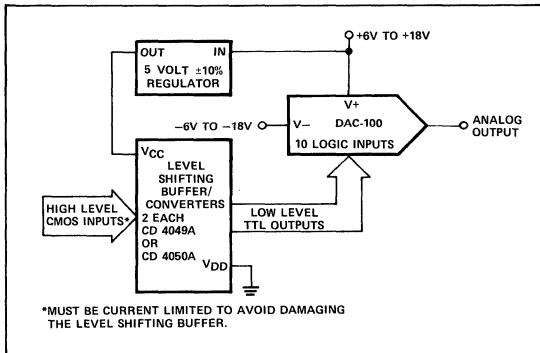 +6V TO +18V
OUT IN
5 VOLT ±10%
REGULATOR
V+
–6V TO –18V
V–
DAC-100
10 LOGIC INPUTS
ANALOG
OUTPUT
VCC
LEVEL
SHIFTING
BUFFER/
CONVERTERS
2 EACH
CD 4049A
OR
CD 4050A
VDD
HIGH LEVEL
CMOS INPUTS*
LOW LEVEL
TTL OUTPUTS
*MUST BE CURRENT LIMITED TO AVOID DAMAGING
THE LEVEL SHIFTING BUFFER.